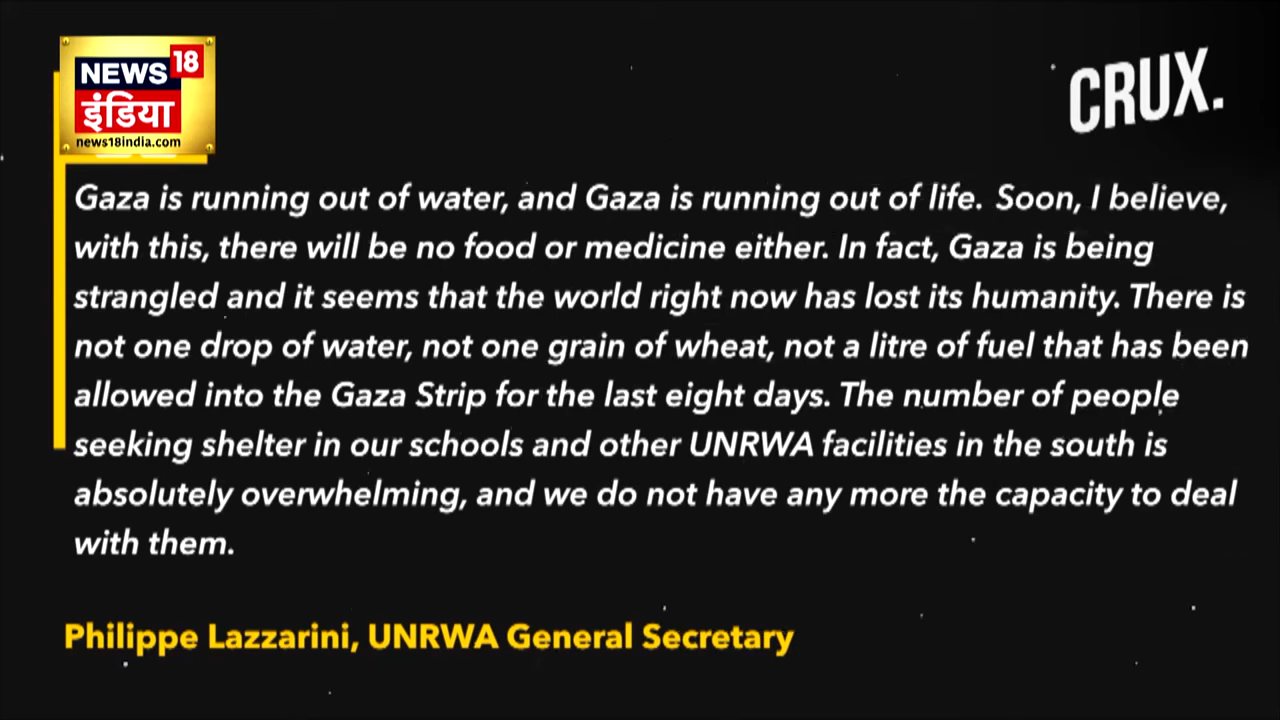 NEWS 18
इंडिया
news18india.com
CRUX.
Gaza is running out of water, and Gaza is running out of life. Soon, I believe,
with this, there will be no food or medicine either. In fact, Gaza is being
strangled and it seems that the world right now has lost its humanity. There is
not one drop of water, not one grain of wheat, not a litre of fuel that has been
allowed into the Gaza Strip for the last eight days. The number of people
seeking shelter in our schools and other UNRWA facilities in the south is
absolutely overwhelming, and we do not have any more the capacity to deal
with them.
Philippe Lazzarini, UNRWA General Secretary